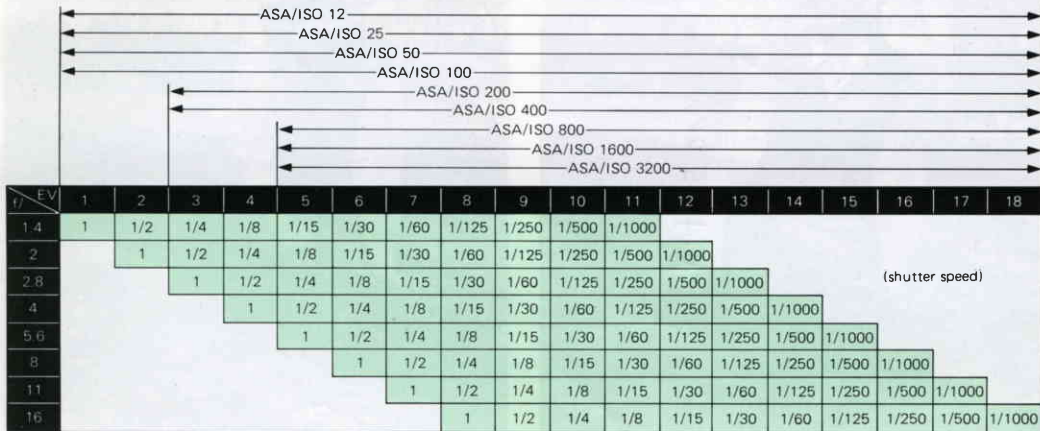 ASA/ISO 12
ASA/ISO 25
ASA/ISO 50
ASA/ISO 100
ASA/ISO 200
ASA/ISO 400
ASA/ISO 800
ASA/ISO 1600
ASA/ISO 3200
f/ EV 1 2 3 4 5 6 7 8 9 10 11 12 13 14 15 16 17 18
1.4 1 1/2 1/4 1/8 1/15 1/30 1/60 1/125 1/250 1/500 1/1000
2 1 1/2 1/4 1/8 1/15 1/30 1/60 1/125 1/250 1/500 1/1000
2.8 1 1/2 1/4 1/8 1/15 1/30 1/60 1/125 1/250 1/500 1/1000 (shutter speed)
4 1 1/2 1/4 1/8 1/15 1/30 1/60 1/125 1/250 1/500 1/1000
5.6 1 1/2 1/4 1/8 1/15 1/30 1/60 1/125 1/250 1/500 1/1000
8 1 1/2 1/4 1/8 1/15 1/30 1/60 1/125 1/250 1/500 1/1000
11 1 1/2 1/4 1/8 1/15 1/30 1/60 1/125 1/250 1/500 1/1000
16 1 1/2 1/4 1/8 1/15 1/30 1/60 1/125 1/250 1/500 1/1000